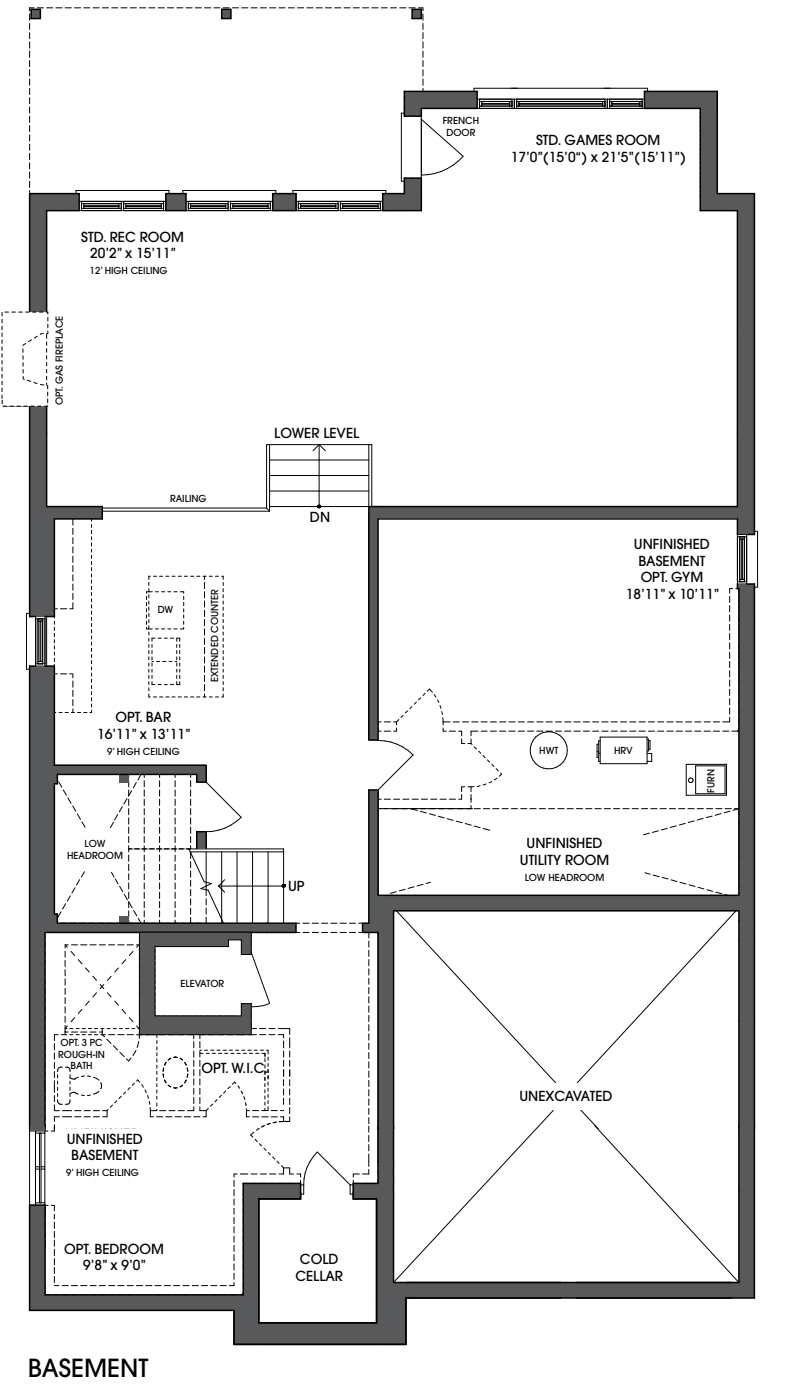 FRENCH
DOOR
STD. GAMES ROOM
17'0"(15'0") x 21'5"(15'11")
STD. REC ROOM
20'2" x 15'11"
12' HIGH CEILING
OPT. GAS FIREPLACE
LOWER LEVEL
RAILING
DN
UNFINISHED
BASEMENT
OPT. GYM
18'11" x 10'11"
DW
EXTENDED COUNTER
OPT. BAR
16'11" x 13'11"
9' HIGH CEILING
HWT
HRV
FURN
LOW
HEADROOM
UP
UNFINISHED
UTILITY ROOM
LOW HEADROOM
ELEVATOR
OPT. 3 PC
ROUGH-IN
BATH
OPT. W.I.C.
UNEXCAVATED
UNFINISHED
BASEMENT
9' HIGH CEILING
OPT. BEDROOM
9'8" x 9'0"
COLD
CELLAR
BASEMENT